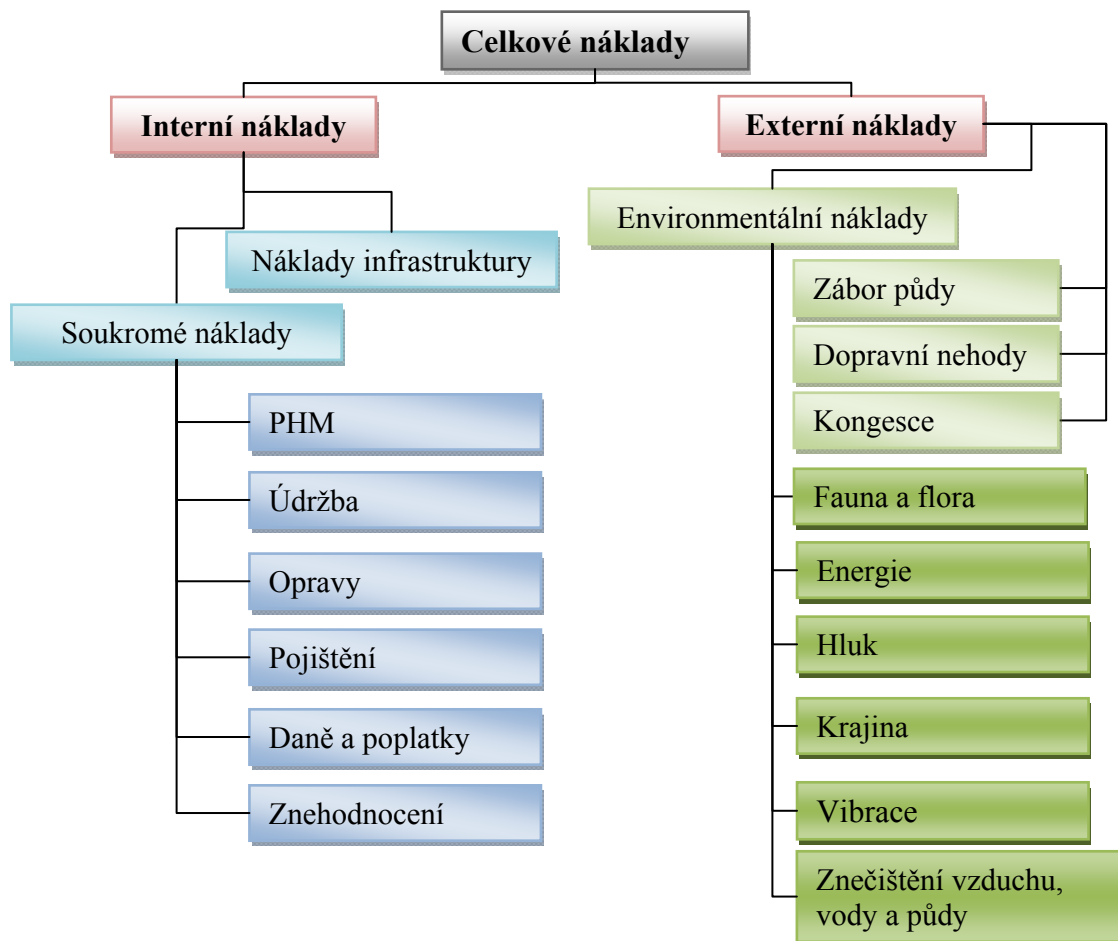 Celkové náklady
Interní náklady
Externí náklady
Environmentální náklady
Náklady infrastruktury
Zábor půdy
Soukromé náklady
Dopravní nehody
Kongesce
PHM
Údržba
Fauna a flora
Opravy
Energie
Pojištění
Hluk
Daně a poplatky
Krajina
Znehodnocení
Vibrace
Znečištění vzduchu,
vody a půdy